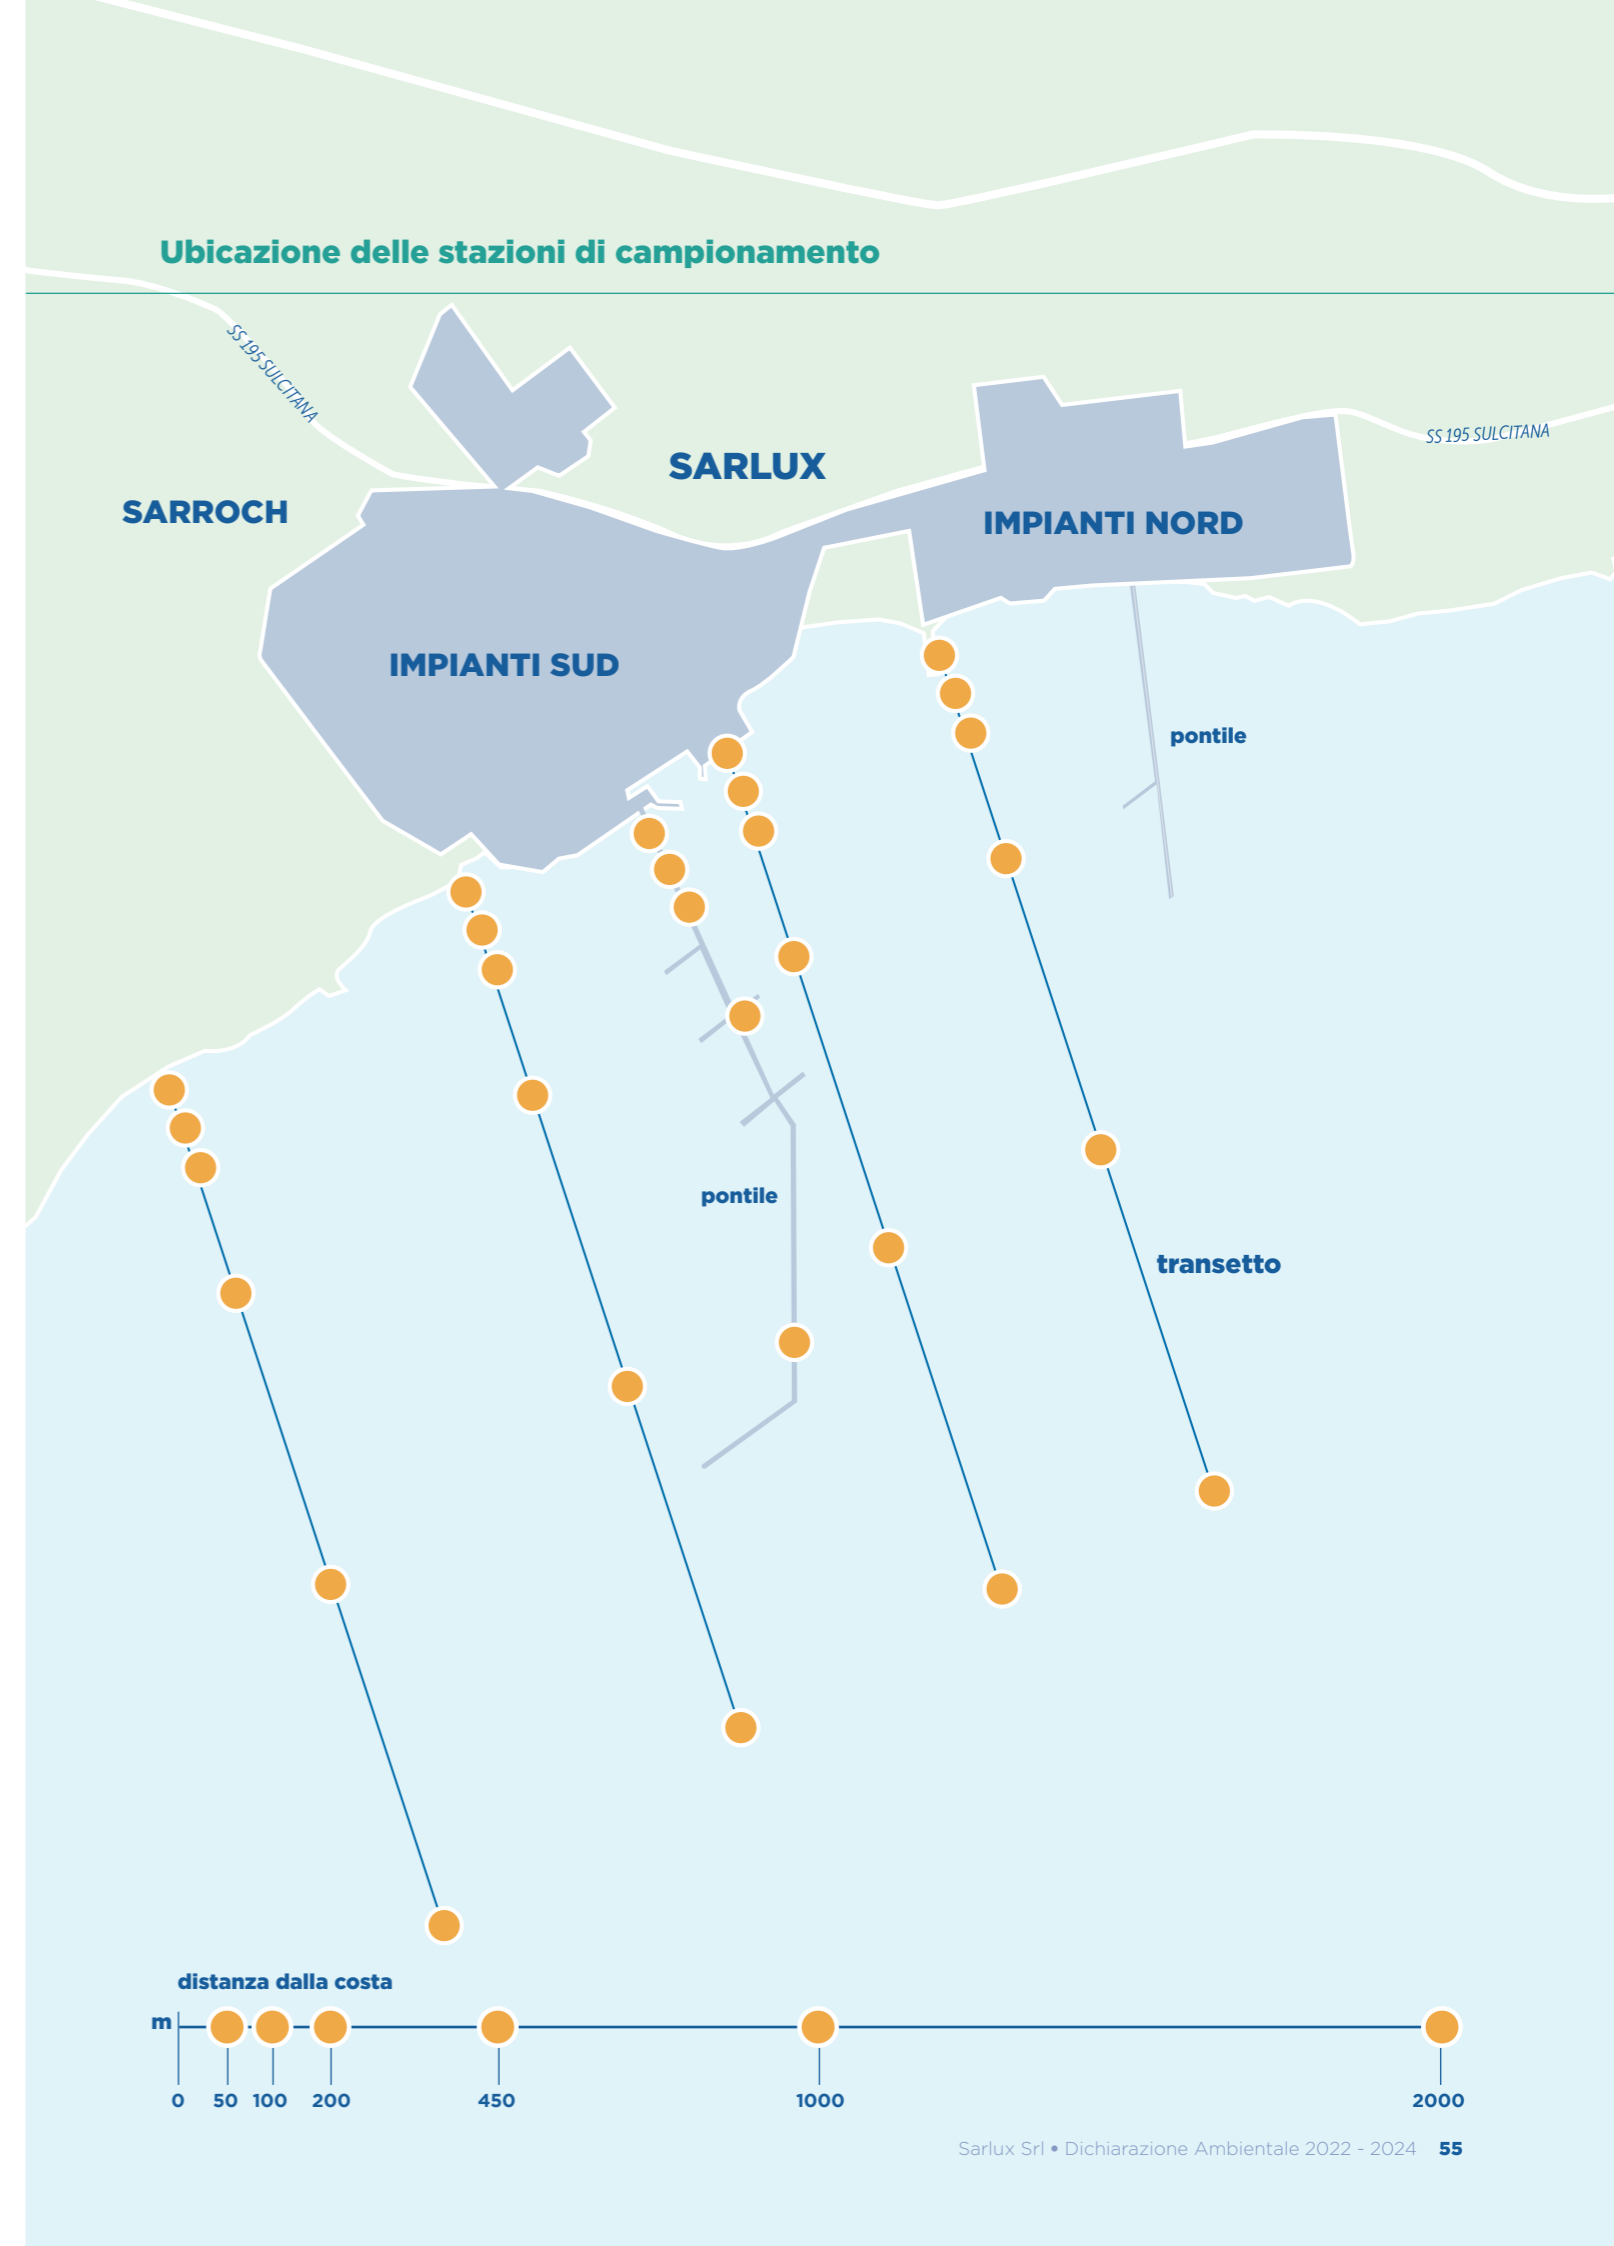 Ubicazione delle stazioni di campionamento
SS 195 SULCITANA
SS 195 SULCITANA
SARLUX
SARROCH
IMPIANTI NORD
IMPIANTI SUD
pontile
pontile
transetto
distanza dalla costa
m
0 50 100 200 450 1000 2000
Sarlux Srl • Dichiarazione Ambientale 2022 - 2024 55